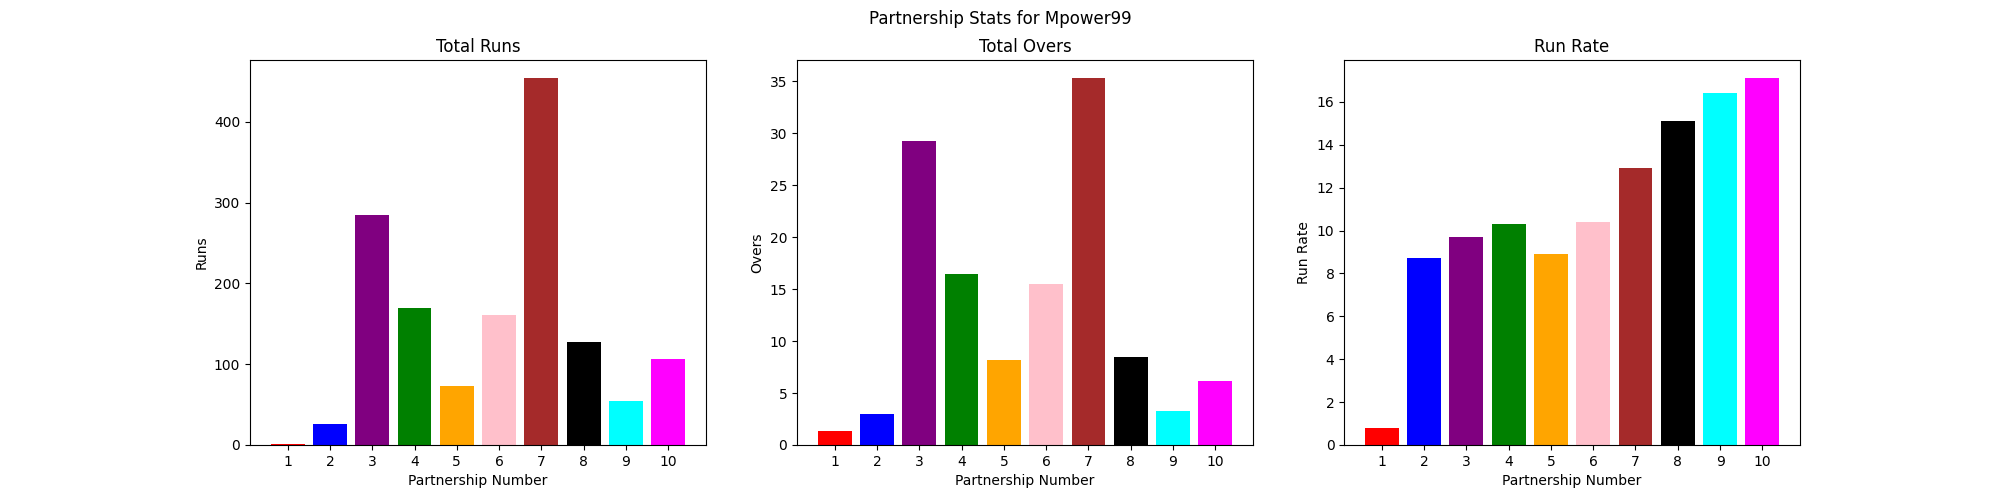 Partnership Stats for Mpower99
Total Runs
Runs
400
300
200
100
0
1 2 3 4 5 6 7 8 9 10
Partnership Number
Total Overs
Overs
35
30
25
20
15
10
5
0
1 2 3 4 5 6 7 8 9 10
Partnership Number
Run Rate
Run Rate
16
14
12
10
8
6
4
2
0
1 2 3 4 5 6 7 8 9 10
Partnership Number